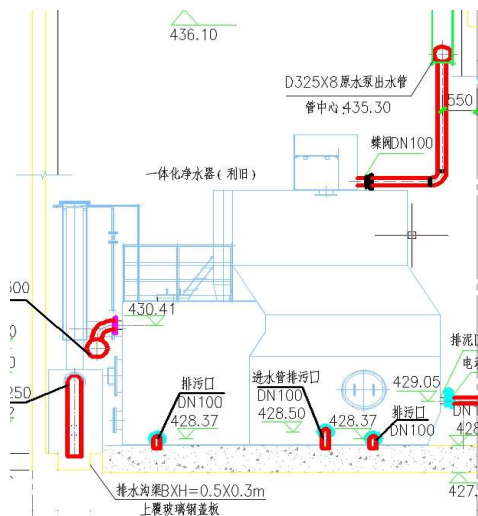 436.10
D325X8原水泵出水管
管中心:435.30
550
蝶阀DN100
一体化净水器(利旧)
430.41
排泥
429.05
进水管排污口
DN100
428.50
排污口
DN100
428.37
428.37
排污口
DN100
250
DN
排水沟渠BXH=0.5X0.3m
上覆玻璃钢盖板